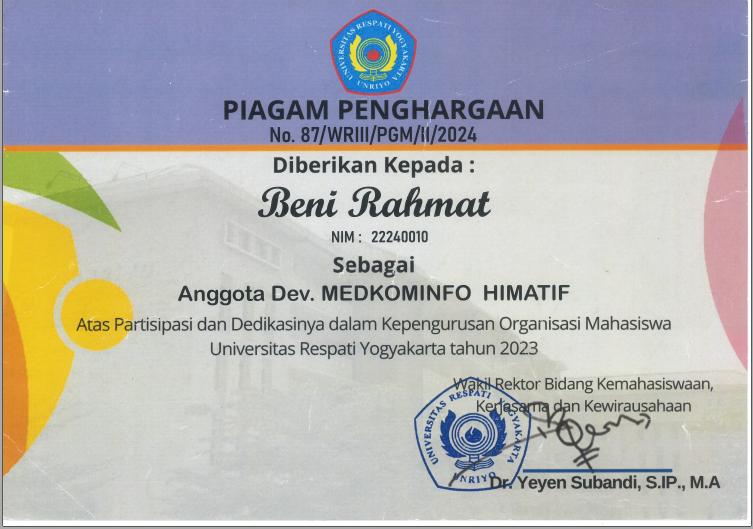 UNIVERSITAS RESPATI YOGYAKARTA
UNRIYO
PIAGAM PENGHARGAAN
No. 87/WRIII/PGM/II/2024
Diberikan Kepada :
Beni Rahmat
NIM : 22240010
Sebagai
Anggota Dev. MEDKOMINFO HIMATIF
Atas Partisipasi dan Dedikasinya dalam Kepengurusan Organisasi Mahasiswa
Universitas Respati Yogyakarta tahun 2023
Wakil Rektor Bidang Kemahasiswaan,
Kerjasama dan Kewirausahaan
UNIVERSITAS RESPATI YOGYAKARTA
UNRIYO
Dr. Yeyen Subandi, S.IP., M.A